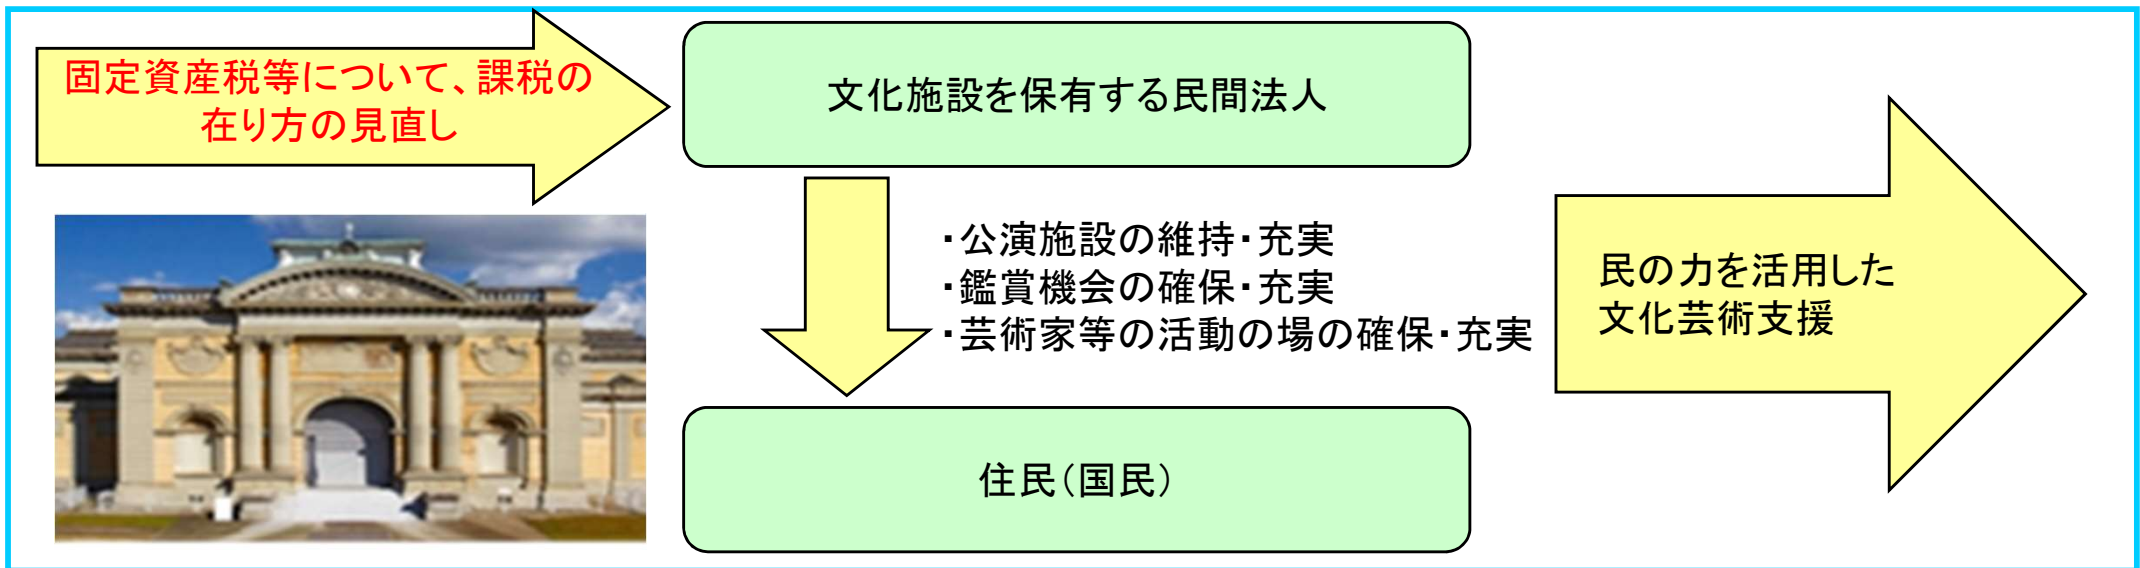 固定資産税等について、課税の
在り方の見直し
文化施設を保有する民間法人
・公演施設の維持・充実
・鑑賞機会の確保・充実
・芸術家等の活動の場の確保・充実
民の力を活用した
文化芸術支援
住民（国民）